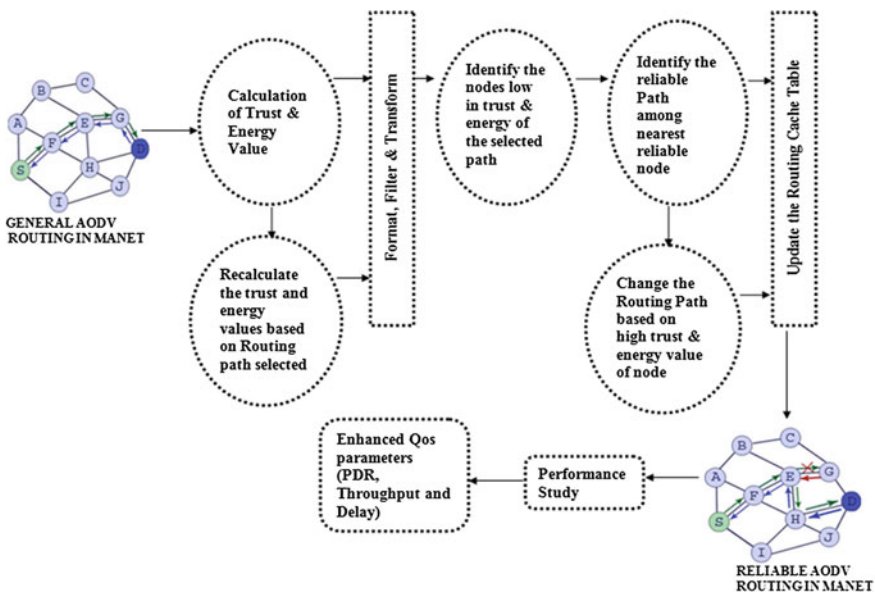 B
C
A
E
G
F
D
S
H
J
I
GENERAL AODV
ROUTING IN MANET
Calculation
of Trust &
Energy
Value
Recalculate
the trust and
energy
values based
on Routing
path selected
Format, Filter & Transform
Identify the
nodes low in
trust &
energy of
the selected
path
Identify the
reliable
Path
among
nearest
reliable
node
Change the
Routing Path
based on
high trust &
energy value
of node
Update the Routing Cache Table
B
C
A
E
G
F
D
S
H
J
I
RELIABLE AODV
ROUTING IN MANET
Performance
Study
Enhanced Qos
parameters
(PDR,
Throughput and
Delay)